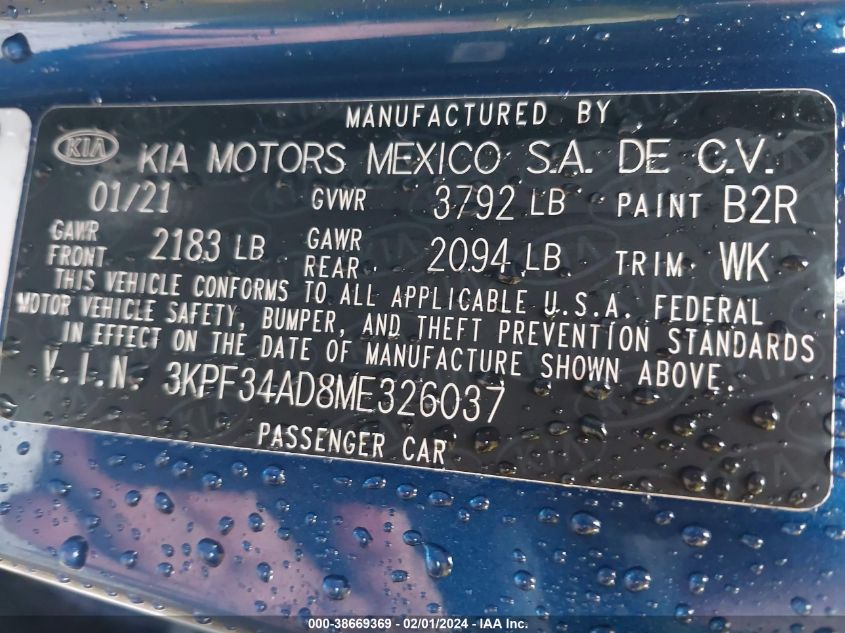 MANUFACTURED BY
KIA KIA MOTORS MEXICO S.A. DE C.V.
01/21 GVWR 3792 LB PAINT B2R
GAWR FRONT 2183 LB GAWR REAR 2094 LB TRIM WK
THIS VEHICLE CONFORMS TO ALL APPLICABLE U.S.A. FEDERAL
MOTOR VEHICLE SAFETY, BUMPER, AND THEFT PREVENTION STANDARDS
IN EFFECT ON THE DATE OF MANUFACTURE SHOWN ABOVE.
V.I.N. 3KPF34AD8ME326037
PASSENGER CAR
000-38669369 - 02/01/2024 - IAA Inc.